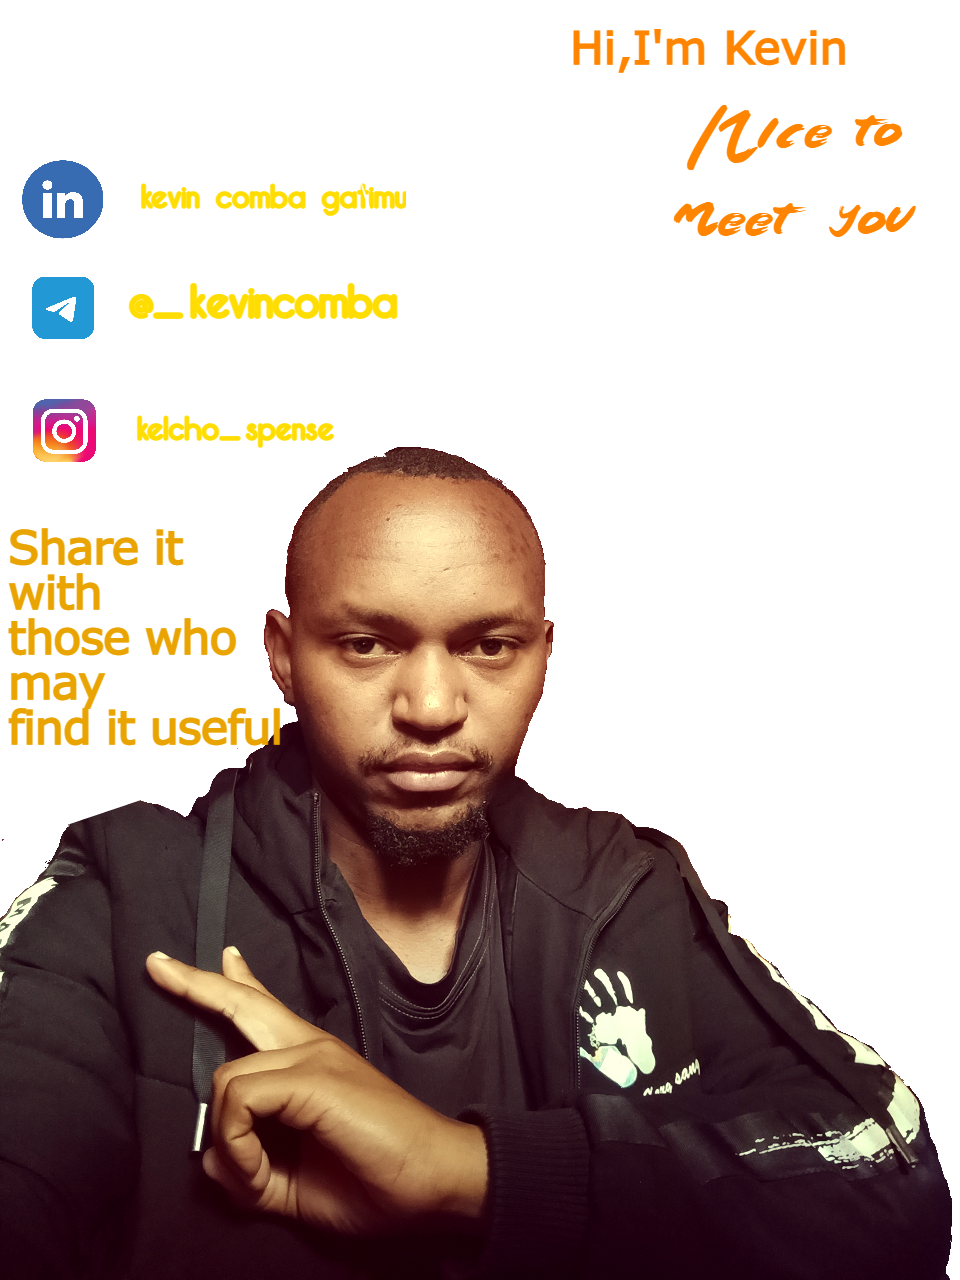 Hi,I'm Kevin
Nice to
meet you
in
kevin comba gatimu
@_kevincomba
kelcho_spense
Share it
with
those who
may
find it useful